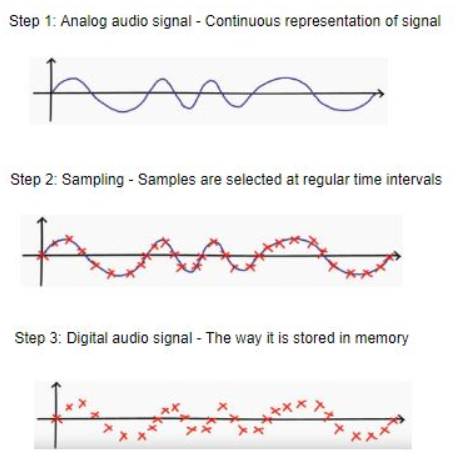 Step 1: Analog audio signal - Continuous representation of signal
Step 2: Sampling - Samples are selected at regular time intervals
Step 3: Digital audio signal - The way it is stored in memory